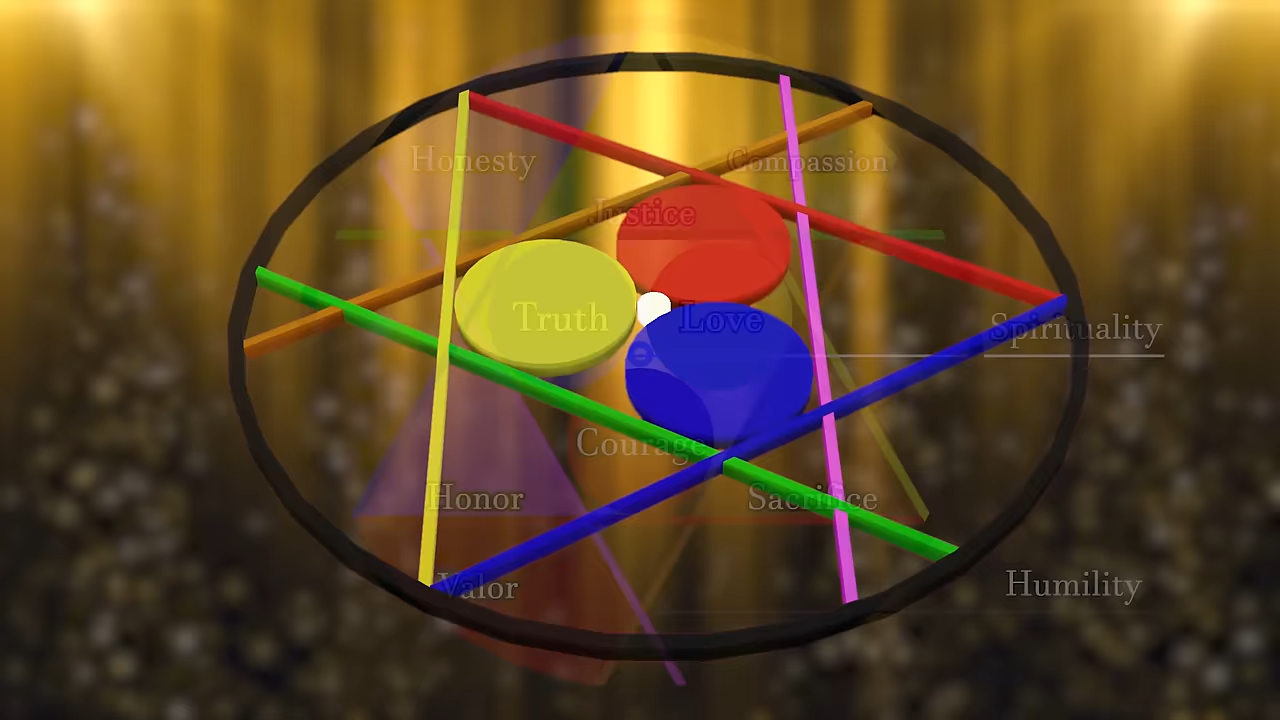 Honesty
Compassion
Justice
Truth
Love
Spirituality
Courage
Honor
Sacrifice
Valor
Humility